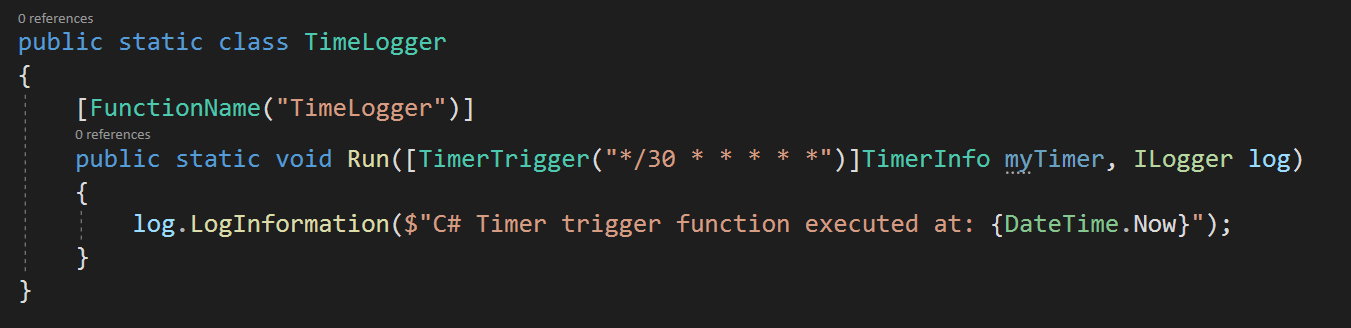 0 references
public static class TimeLogger
{
[FunctionName("TimeLogger")]
0 references
public static void Run([TimerTrigger("*/30 * * * * *")]TimerInfo myTimer, ILogger log)
{
log.LogInformation($"C# Timer trigger function executed at: {DateTime.Now}");
}
}